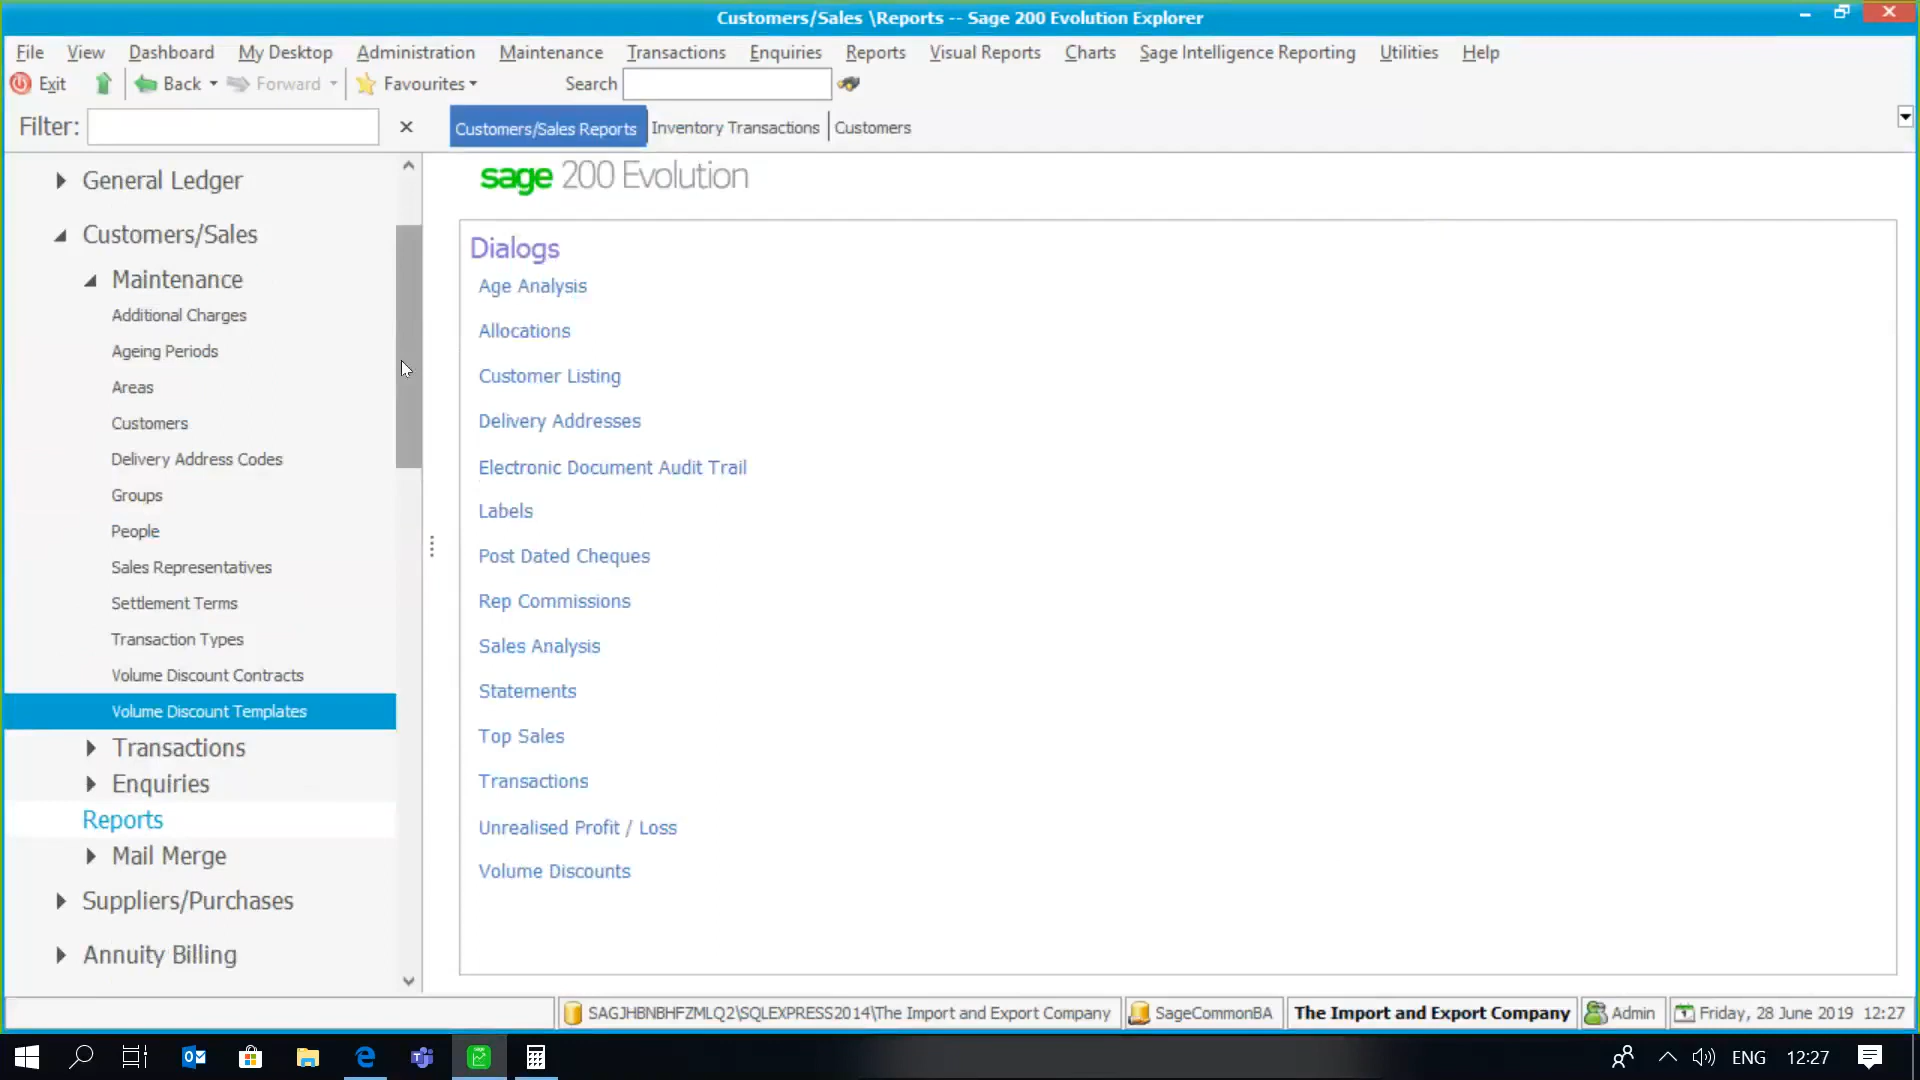 Customers/Sales \Reports -- Sage 200 Evolution Explorer
File View Dashboard My Desktop Administration Maintenance Transactions Enquiries Reports Visual Reports Charts Sage Intelligence Reporting Utilities Help
Exit Back Forward Favourites Search
Filter: Customers/Sales Reports Inventory Transactions Customers
General Ledger
Customers/Sales
Maintenance
Additional Charges
Ageing Periods
Areas
Customers
Delivery Address Codes
Groups
People
Sales Representatives
Settlement Terms
Transaction Types
Volume Discount Contracts
Volume Discount Templates
Transactions
Enquiries
Reports
Mail Merge
Suppliers/Purchases
Annuity Billing
sage 200 Evolution
Dialogs
Age Analysis
Allocations
Customer Listing
Delivery Addresses
Electronic Document Audit Trail
Labels
Post Dated Cheques
Rep Commissions
Sales Analysis
Statements
Top Sales
Transactions
Unrealised Profit / Loss
Volume Discounts
SAGJHBNBHFZMLQ2\SQLEXPRESS2014\The Import and Export Company SageCommonBA The Import and Export Company Admin Friday, 28 June 2019 12:27
ENG 12:27